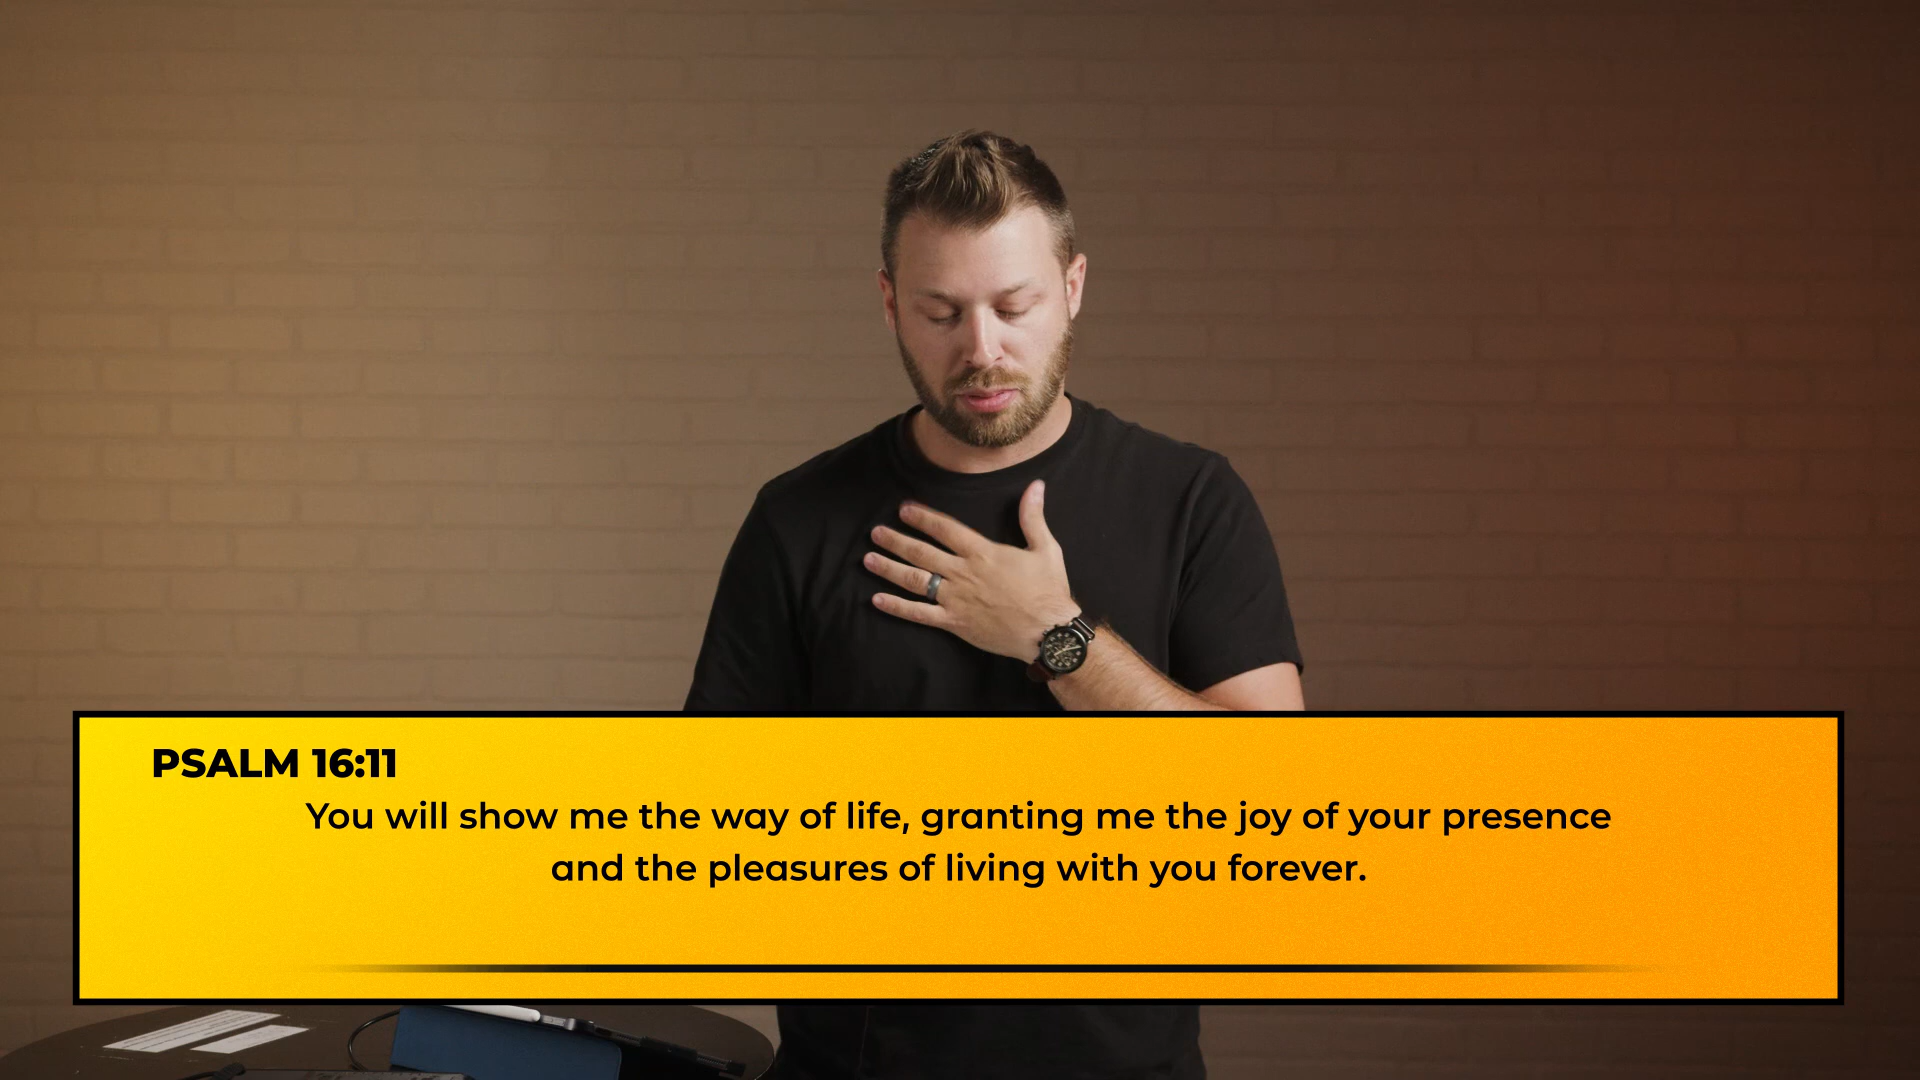 PSALM 16:11
You will show me the way of life, granting me the joy of your presence
and the pleasures of living with you forever.